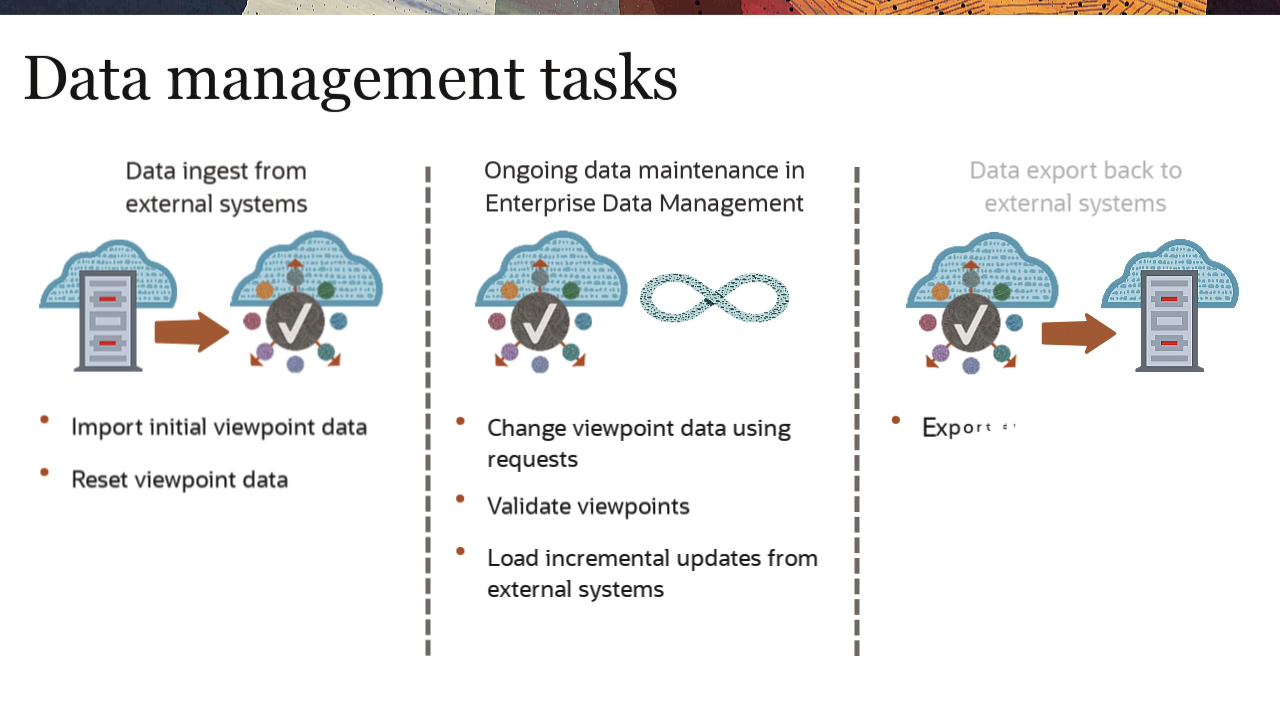 Data management tasks
Data ingest from
external systems
• Import initial viewpoint data
• Reset viewpoint data
Ongoing data maintenance in
Enterprise Data Management
• Change viewpoint data using
requests
• Validate viewpoints
• Load incremental updates from
external systems
Data export back to
external systems
• Export